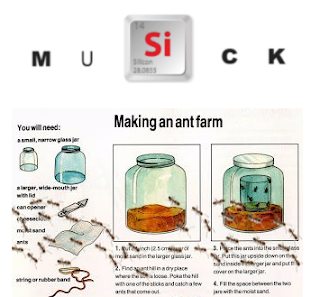 M U Si C K
14
Silicon
28.0855
Making an ant farm
You will need:
a small, narrow glass jar
a larger, wide-mouth jar
with lid
can opener
cheesecloth
moist sand
ants
string or rubber band
1. Put an inch (2.5 cm) or so of
moist sand in the larger glass jar.
2. Find an ant hill in a dry place
where the soil is loose. Poke the hill
with one of the sticks and catch a few
ants that come out.
3. Place the ants into the small glass
jar. Put this jar upside down on the
sand inside the larger jar and put the
cover on the larger jar.
4. Fill the space between the two
jars with the moist sand.